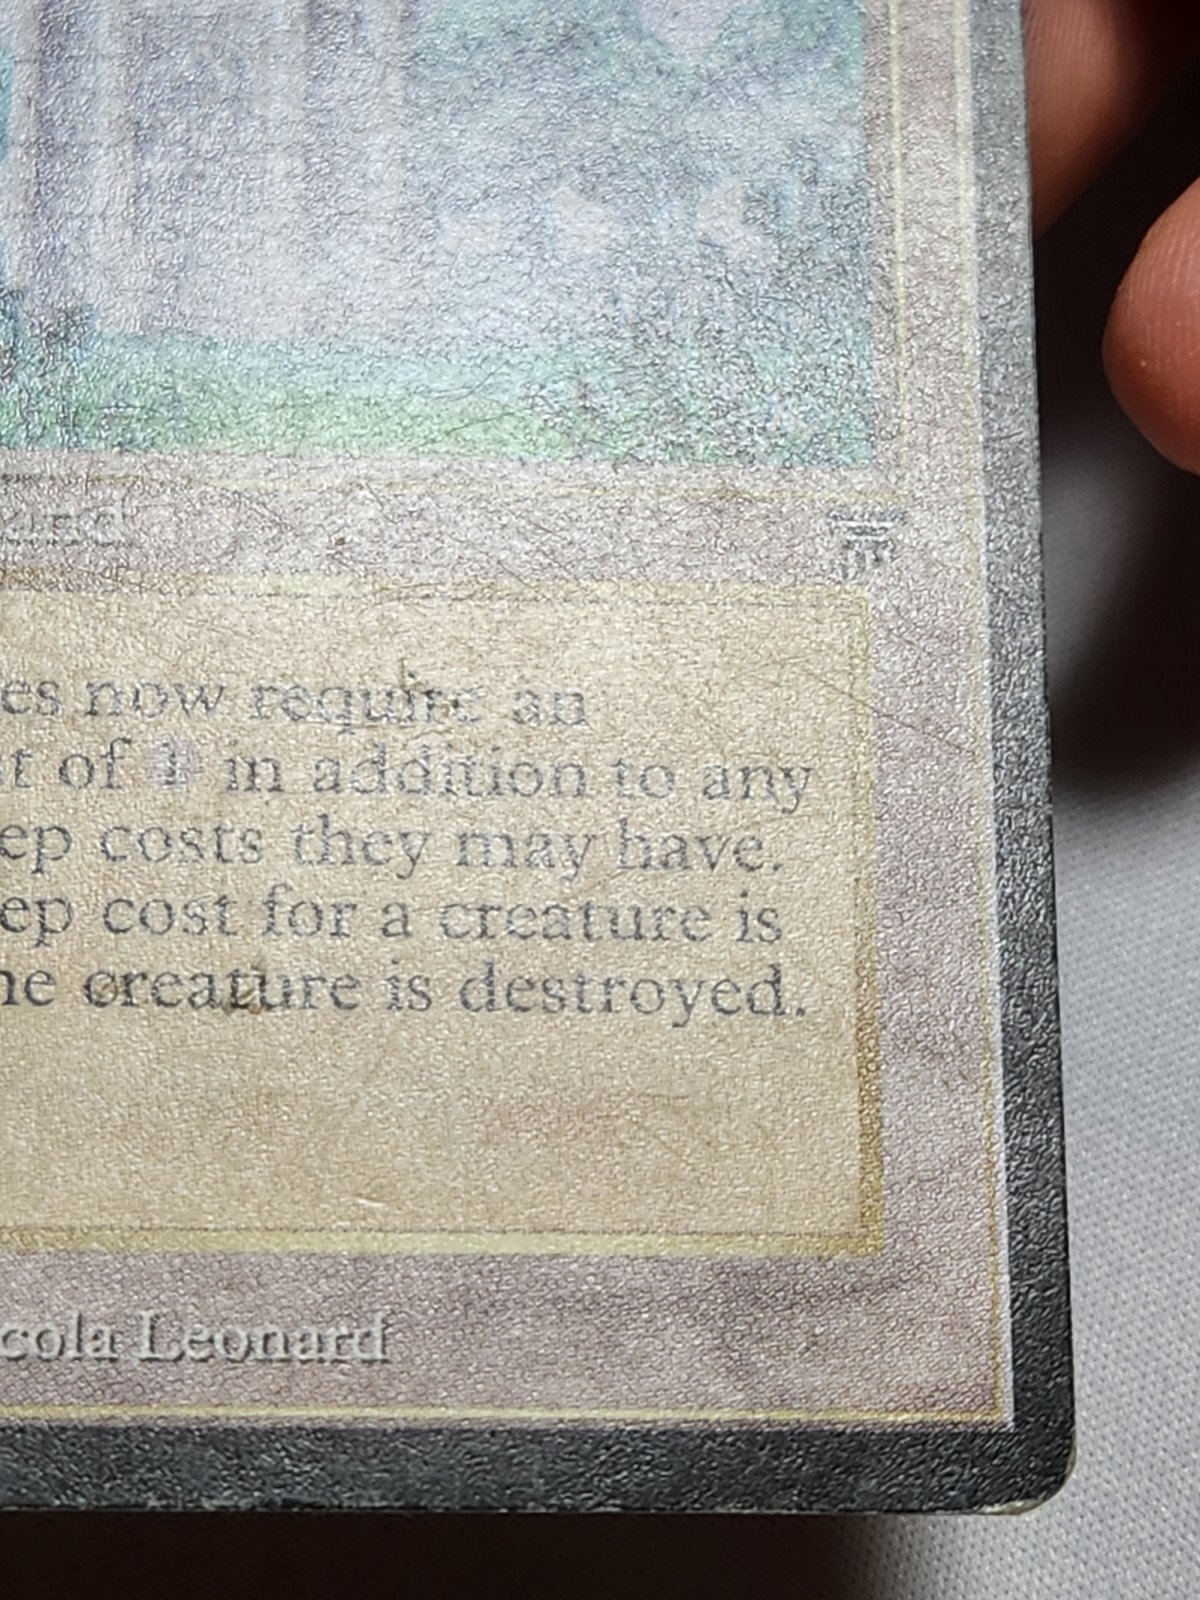 and
es now require an
t of 1 in addition to any
ep costs they may have.
ep cost for a creature is
he creature is destroyed.
cola Leonard